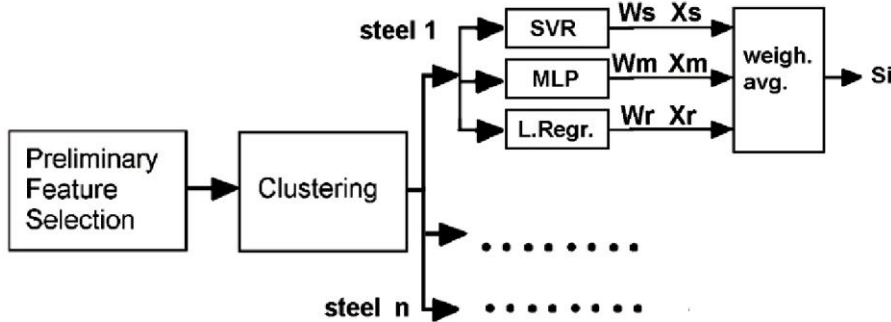 Preliminary
Feature
Selection
Clustering
steel 1
SVR
Ws Xs
MLP
Wm Xm
L.Regr.
Wr Xr
weigh.
avg.
Si
steel n